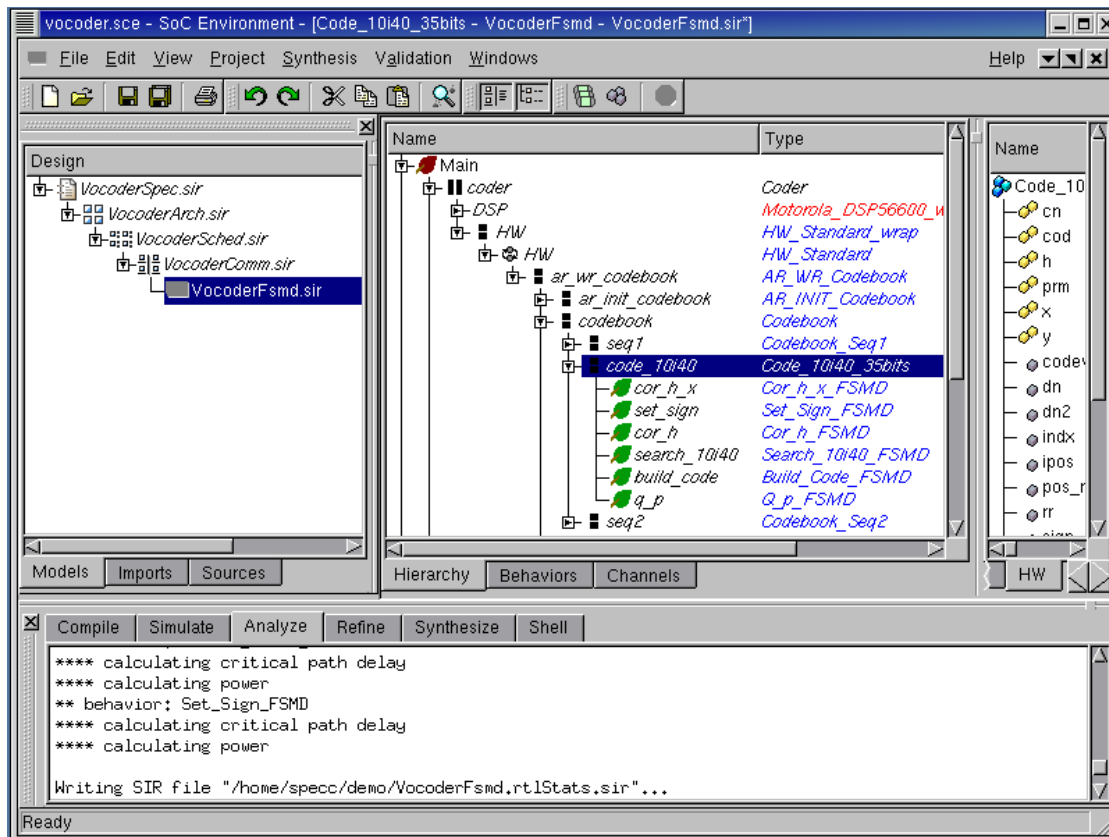 vocoder.sce - SoC Environment - [Code_10i40_35bits - VocoderFsmd - VocoderFsmd.sir*]
File Edit View Project Synthesis Validation Windows Help
Design
VocoderSpec.sir
VocoderArch.sir
VocoderSched.sir
VocoderComm.sir
VocoderFsmd.sir
Models Imports Sources
Name Type
Main
coder Coder
DSP Motorola_DSP56600_w
HW HW_Standard_wrap
HW HW_Standard
ar_wr_codebook AR_WR_Codebook
ar_init_codebook AR_INIT_Codebook
codebook Codebook
seq1 Codebook_Seq1
code_10i40 Code_10i40_35bits
cor_h_x Cor_h_x_FSMD
set_sign Set_Sign_FSMD
cor_h Cor_h_FSMD
search_10i40 Search_10i40_FSMD
build_code Build_Code_FSMD
q_p Q_p_FSMD
seq2 Codebook_Seq2
Hierarchy Behaviors Channels
Name
Code_10
cn
cod
h
prm
x
y
codev
dn
dn2
indx
ipos
pos_r
rr
HW
Compile Simulate Analyze Refine Synthesize Shell
**** calculating critical path delay
**** calculating power
** behavior: Set_Sign_FSMD
**** calculating critical path delay
**** calculating power
Writing SIR file "/home/specc/demo/VocoderFsmd.rtlStats.sir"...
Ready